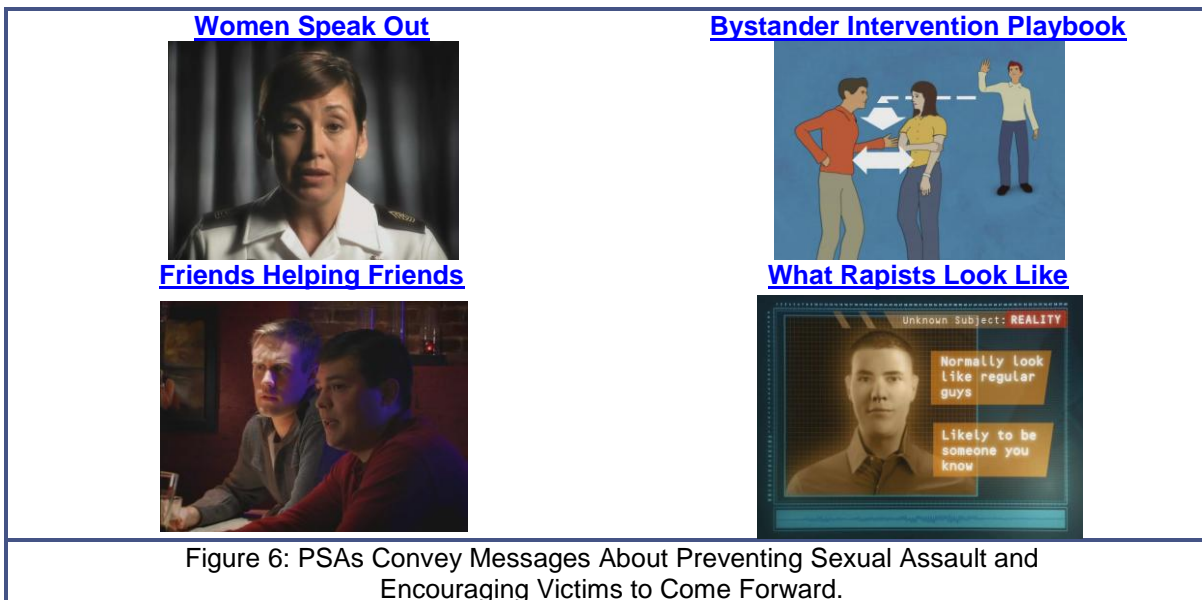 Women Speak Out
Bystander Intervention Playbook
Friends Helping Friends
What Rapists Look Like
Unknown Subject: REALITY
Normally look
like regular
guys
Likely to be
someone you
know
Figure 6: PSAs Convey Messages About Preventing Sexual Assault and
Encouraging Victims to Come Forward.